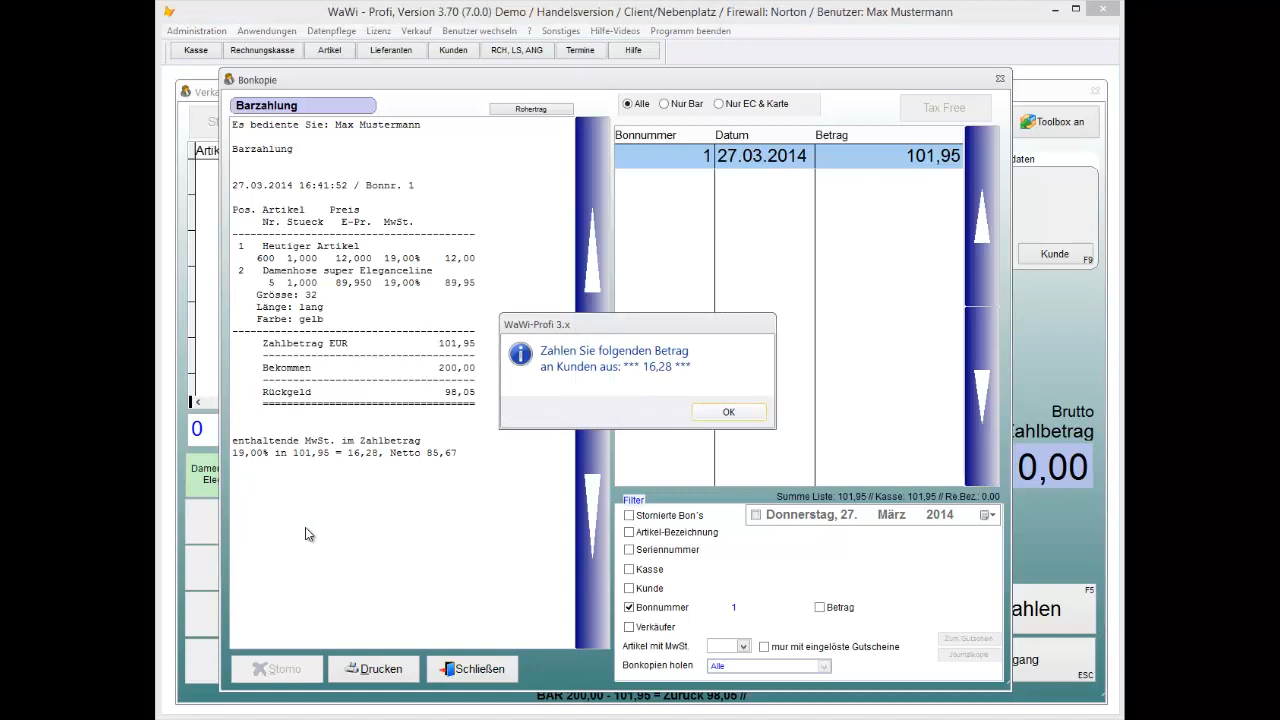 WaWi - Profi, Version 3.70 (7.0.0) Demo / Handelsversion / Client/Nebenplatz / Firewall: Norton / Benutzer: Max Mustermann
Administration Anwendungen Datenpflege Lizenz Verkauf Benutzer wechseln ? Sonstiges Hilfe-Videos Programm beenden
Kasse Rechnungskasse Artikel Lieferanten Kunden RCH, LS, ANG Termine Hilfe
Bonkopie
Barzahlung
Rohertrag
Alle Nur Bar Nur EC & Karte
Tax Free
Toolbox an
Es bediente Sie: Max Mustermann
Barzahlung
27.03.2014 16:41:52 / Bonnr. 1
Pos. Artikel Preis
Nr. Stueck E-Pr. MwSt.
1 Heutiger Artikel
600 1,000 12,000 19,00% 12,00
2 Damenhose super Eleganceline
5 1,000 89,950 19,00% 89,95
Grösse: 32
Länge: lang
Farbe: gelb
Zahlbetrag EUR 101,95
Bekommen 200,00
Rückgeld 98,05
enthaltende MwSt. im Zahlbetrag
19,00% in 101,95 = 16,28, Netto 85,67
Bonnummer Datum Betrag
1 27.03.2014 101,95
WaWi-Profi 3.x
Zahlen Sie folgenden Betrag
an Kunden aus: *** 16,28 ***
OK
daten
Kunde F9
Brutto
ahlbetrag
0,00
0
Summe Liste: 101,95 // Kasse: 101,95 // Re.Bez.: 0,00
Filter
Stornierte Bon´s
Donnerstag, 27. März 2014
Artikel-Bezeichnung
Seriennummer
Kasse
Kunde
Bonnummer 1 Betrag
Verkäufer
Artikel mit MwSt. nur mit eingelöste Gutscheine
Bonkopien holen Alle
Zum Gutschein
Journalkopie
Storno Drucken Schließen
F5
ahlen
gang
ESC
BAR 200,00 - 101,95 = Zurück 98,05 //